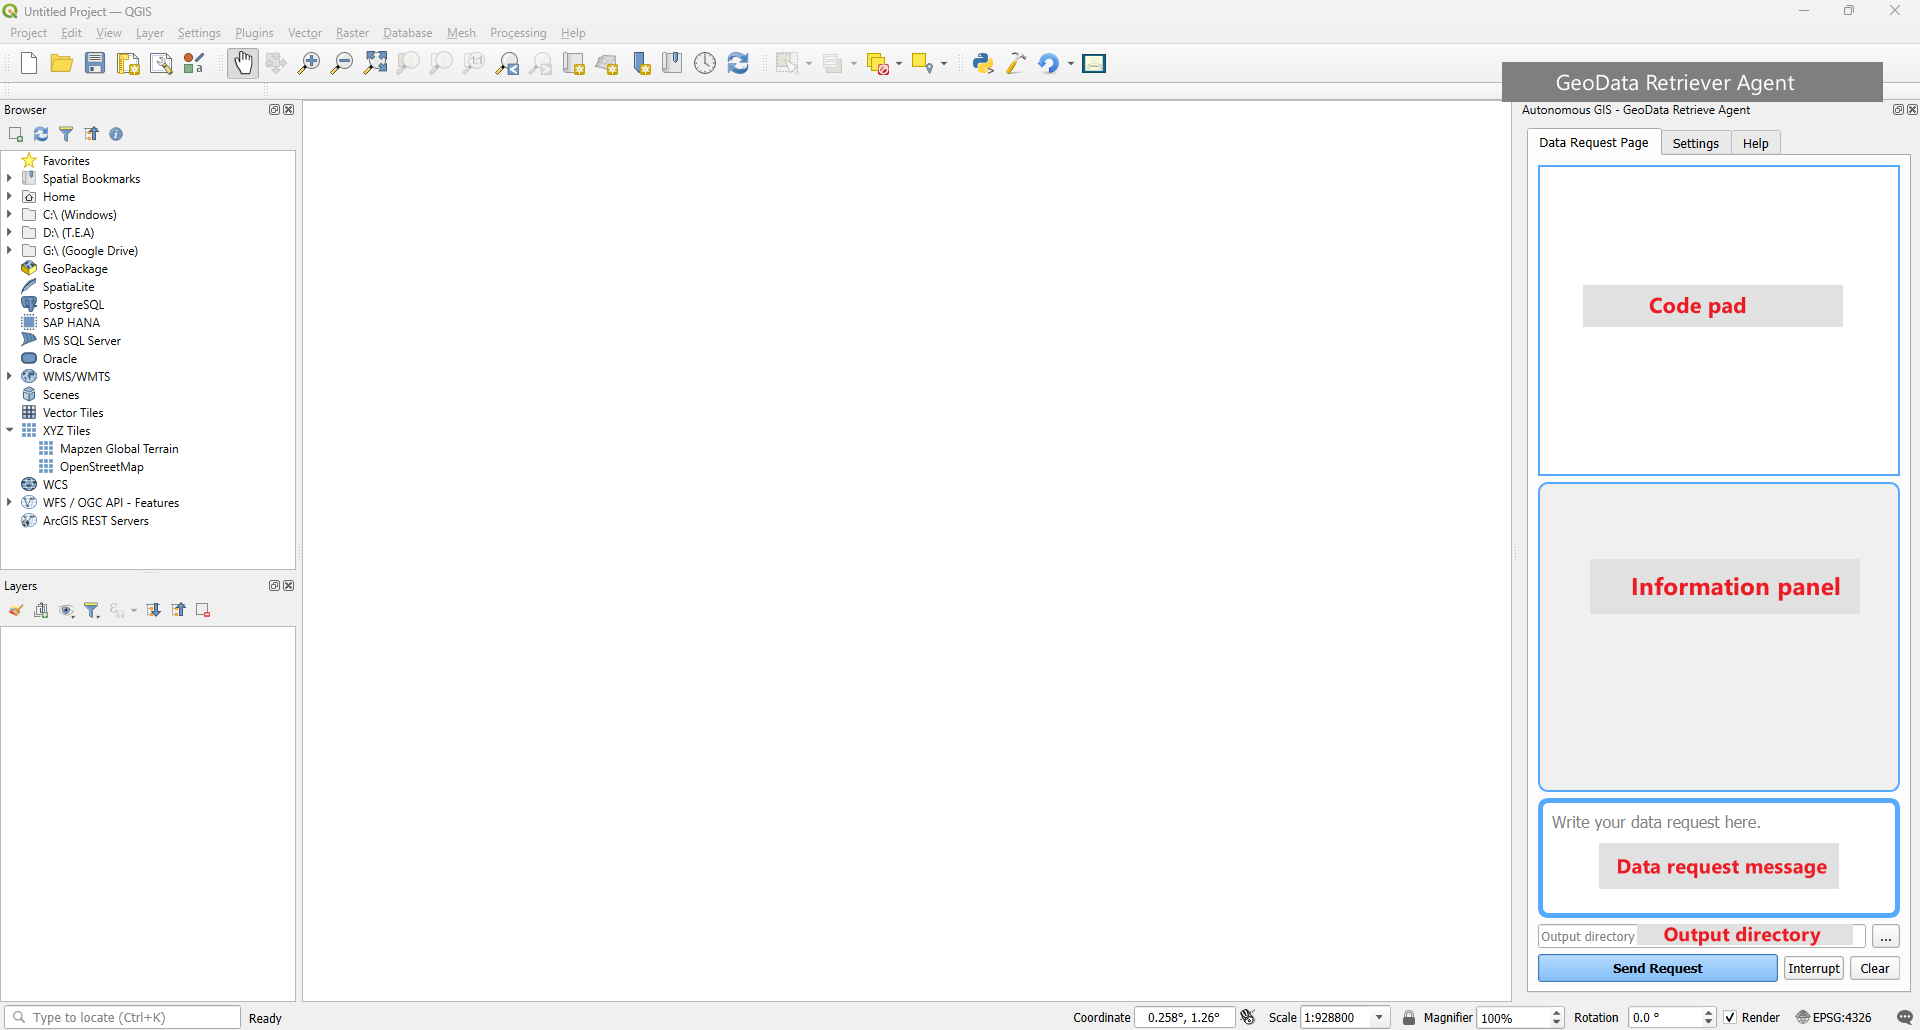 Untitled Project — QGIS
Project Edit View Layer Settings Plugins Vector Raster Database Mesh Processing Help
GeoData Retriever Agent
Browser
Favorites
Spatial Bookmarks
Home
C:\ (Windows)
D:\ (T.E.A)
G:\ (Google Drive)
GeoPackage
SpatiaLite
PostgreSQL
SAP HANA
MS SQL Server
Oracle
WMS/WMTS
Scenes
Vector Tiles
XYZ Tiles
Mapzen Global Terrain
OpenStreetMap
WCS
WFS / OGC API - Features
ArcGIS REST Servers
Layers
Autonomous GIS - GeoData Retrieve Agent
Data Request Page Settings Help
Code pad
Information panel
Write your data request here.
Data request message
Output directory Output directory ...
Send Request Interrupt Clear
Type to locate (Ctrl+K) Ready Coordinate 0.258°, 1.26° Scale 1:928800 Magnifier 100% Rotation 0.0 ° Render EPSG:4326